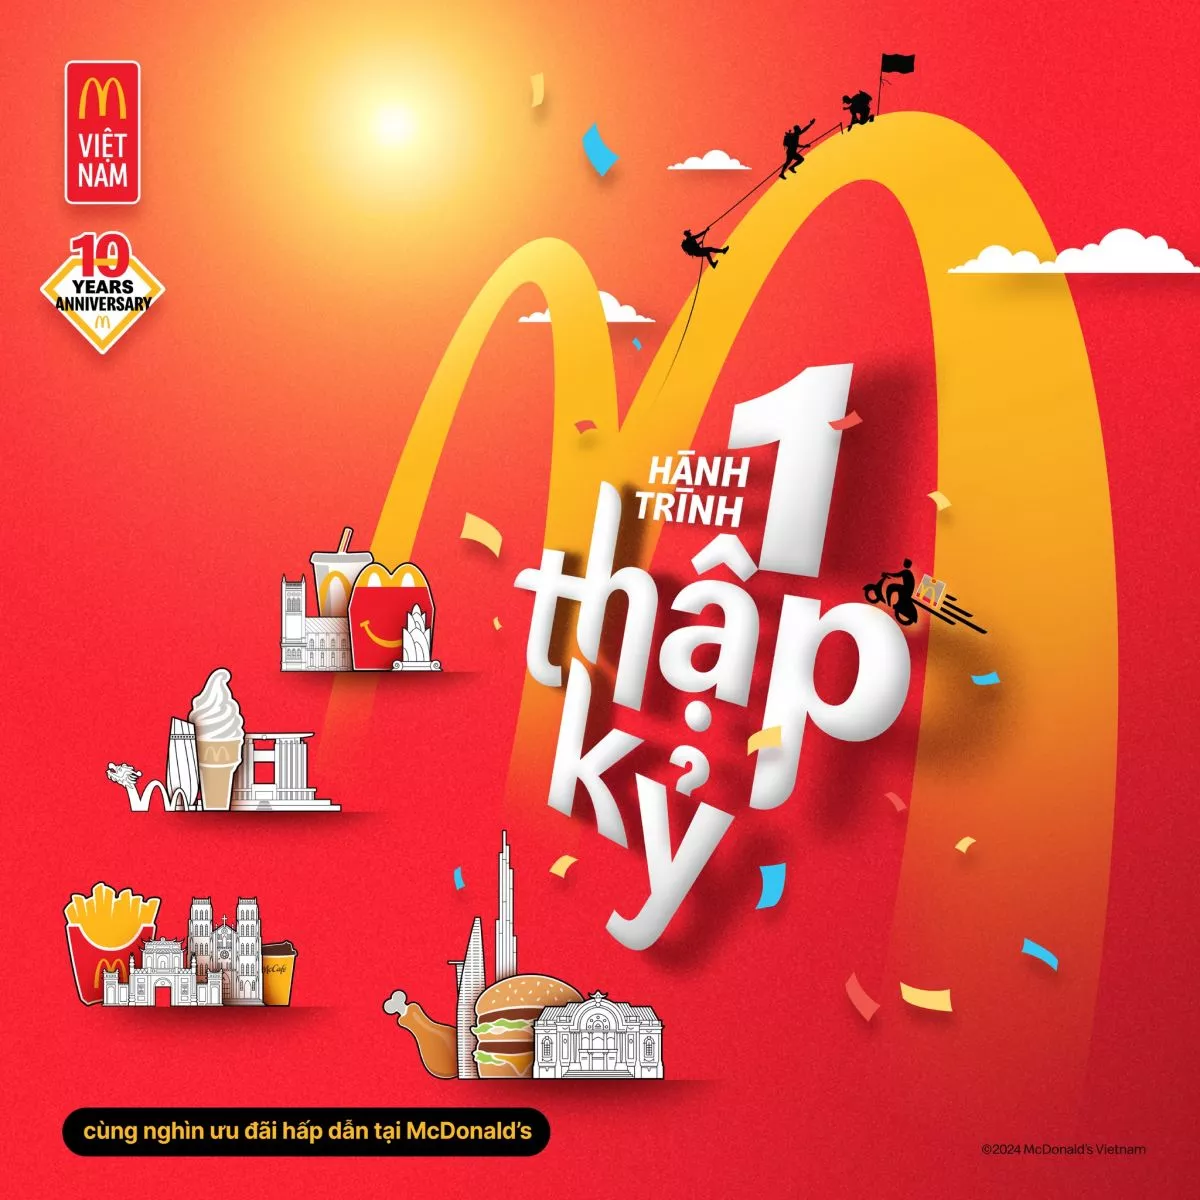 VIỆT
NAM
10
YEARS
ANNIVERSARY
HÀNH
TRÌNH
1
thập
kỷ
McCafé
cùng nghìn ưu đãi hấp dẫn tại McDonald's
©2024 McDonald's Vietnam